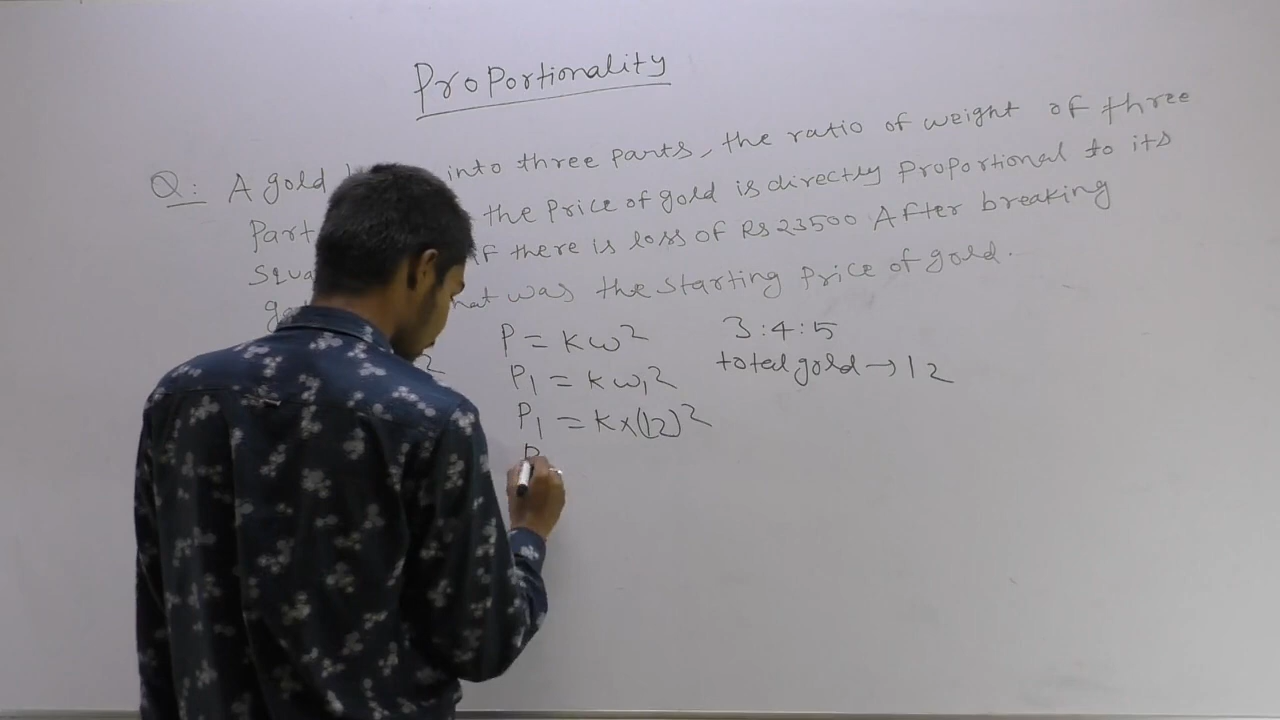 Proportionality
Q: A gold into three parts, the ratio of weight of three
Part the price of gold is directly proportional to its
squa if there is loss of Rs 23500 After breaking
was the starting price of gold.
P = kw² 3:4:5
P₁ = kw₁² total gold → 12
P₁ = k×(12)²
P